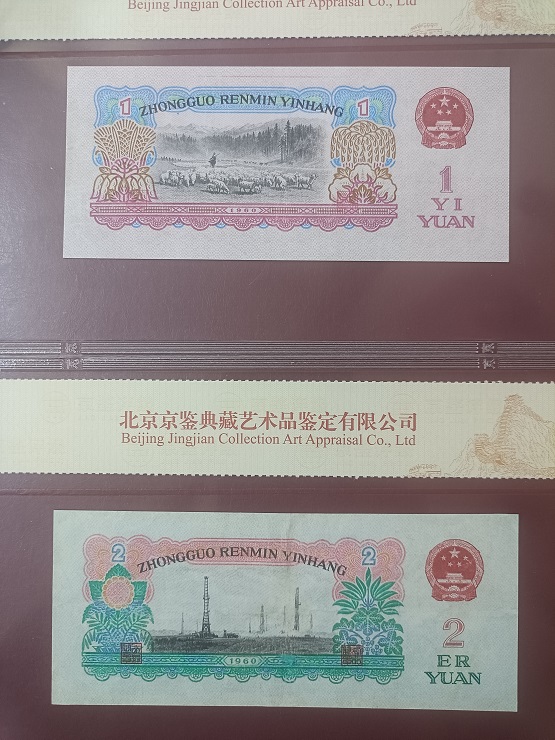 Beijing Jingjian Collection Art Appraisal Co., Ltd
1 ZHONGGUO RENMIN YINHANG 1
1
YI
YUAN
1960
北京京鉴典藏艺术品鉴定有限公司
Beijing Jingjian Collection Art Appraisal Co., Ltd
2 ZHONGGUO RENMIN YINHANG 2
2
ER
YUAN
1960